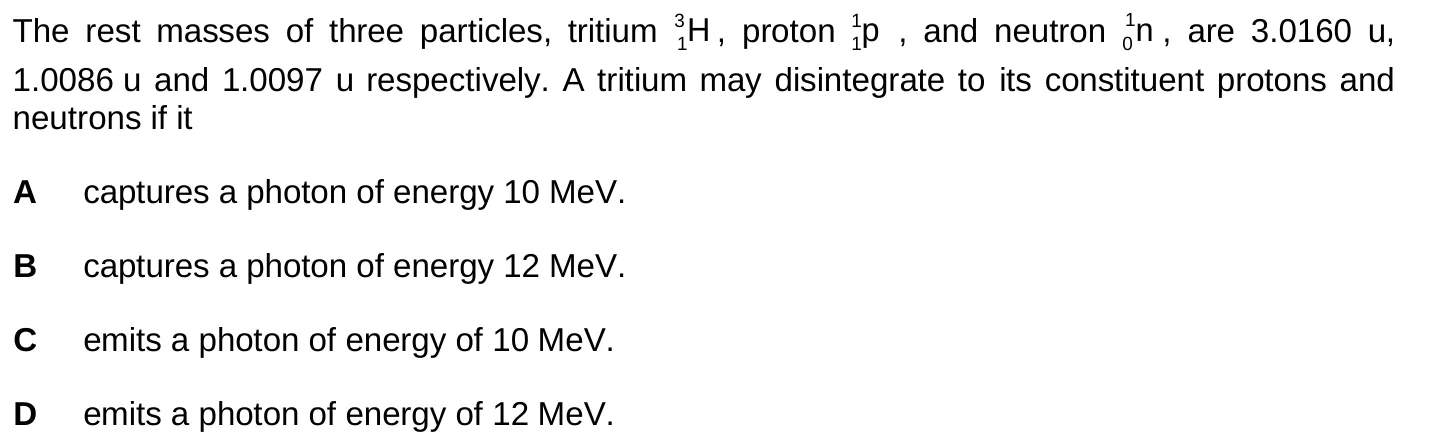 The rest masses of three particles, tritium ³₁H, proton ¹₁p , and neutron ¹₀n, are 3.0160 u,
1.0086 u and 1.0097 u respectively. A tritium may disintegrate to its constituent protons and
neutrons if it
A captures a photon of energy 10 MeV.
B captures a photon of energy 12 MeV.
C emits a photon of energy of 10 MeV.
D emits a photon of energy of 12 MeV.